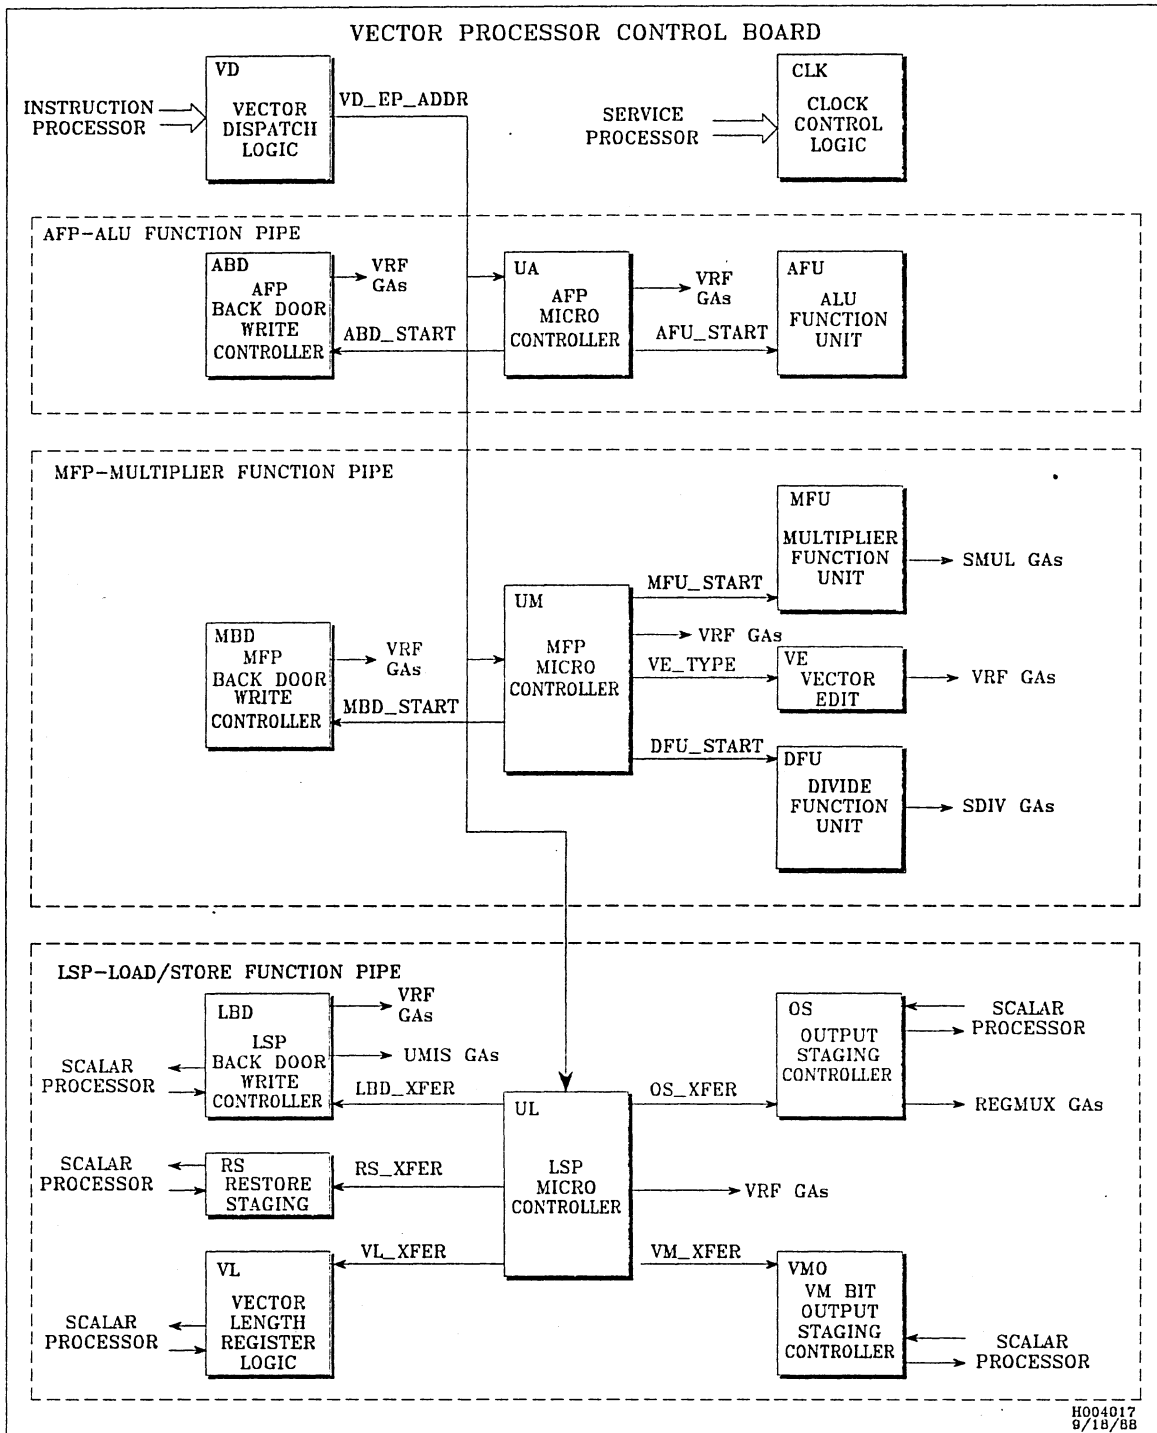 VECTOR PROCESSOR CONTROL BOARD
VD
VECTOR
DISPATCH
LOGIC
INSTRUCTION
PROCESSOR
VD_EP_ADDR
SERVICE
PROCESSOR
CLK
CLOCK
CONTROL
LOGIC
AFP-ALU FUNCTION PIPE
ABD
AFP
BACK DOOR
WRITE
CONTROLLER
VRF
GAs
ABD_START
UA
AFP
MICRO
CONTROLLER
VRF
GAs
AFU_START
AFU
ALU
FUNCTION
UNIT
MFP-MULTIPLIER FUNCTION PIPE
MFU
MULTIPLIER
FUNCTION
UNIT
SMUL GAs
MFU_START
UM
MFP
MICRO
CONTROLLER
MBD
MFP
BACK DOOR
WRITE
CONTROLLER
VRF
GAs
MBD_START
VRF GAs
VE_TYPE
VE
VECTOR
EDIT
VRF GAs
DFU_START
DFU
DIVIDE
FUNCTION
UNIT
SDIV GAs
LSP-LOAD/STORE FUNCTION PIPE
LBD
LSP
BACK DOOR
WRITE
CONTROLLER
VRF
GAs
UMIS GAs
SCALAR
PROCESSOR
LBD_XFER
UL
LSP
MICRO
CONTROLLER
OS_XFER
OS
OUTPUT
STAGING
CONTROLLER
SCALAR
PROCESSOR
REGMUX GAs
SCALAR
PROCESSOR
RS
RESTORE
STAGING
RS_XFER
VRF GAs
VL_XFER
VL
VECTOR
LENGTH
REGISTER
LOGIC
SCALAR
PROCESSOR
VM_XFER
VMO
VM BIT
OUTPUT
STAGING
CONTROLLER
SCALAR
PROCESSOR
H004017
9/18/88